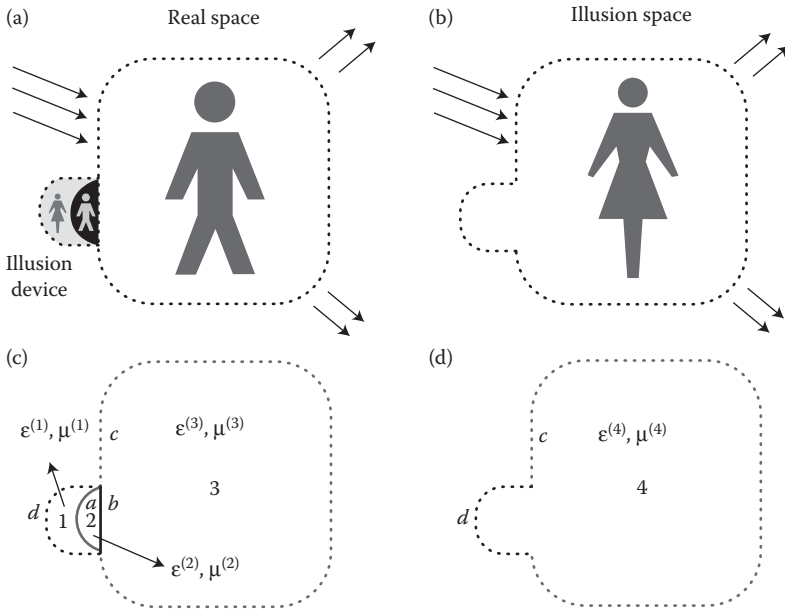 (a)
Real space
(b)
Illusion space
Illusion
device
(c)
(d)
ε⁽¹⁾, μ⁽¹⁾
c
ε⁽³⁾, μ⁽³⁾
c
ε⁽⁴⁾, μ⁽⁴⁾
3
4
d
1
a
2
b
d
ε⁽²⁾, μ⁽²⁾